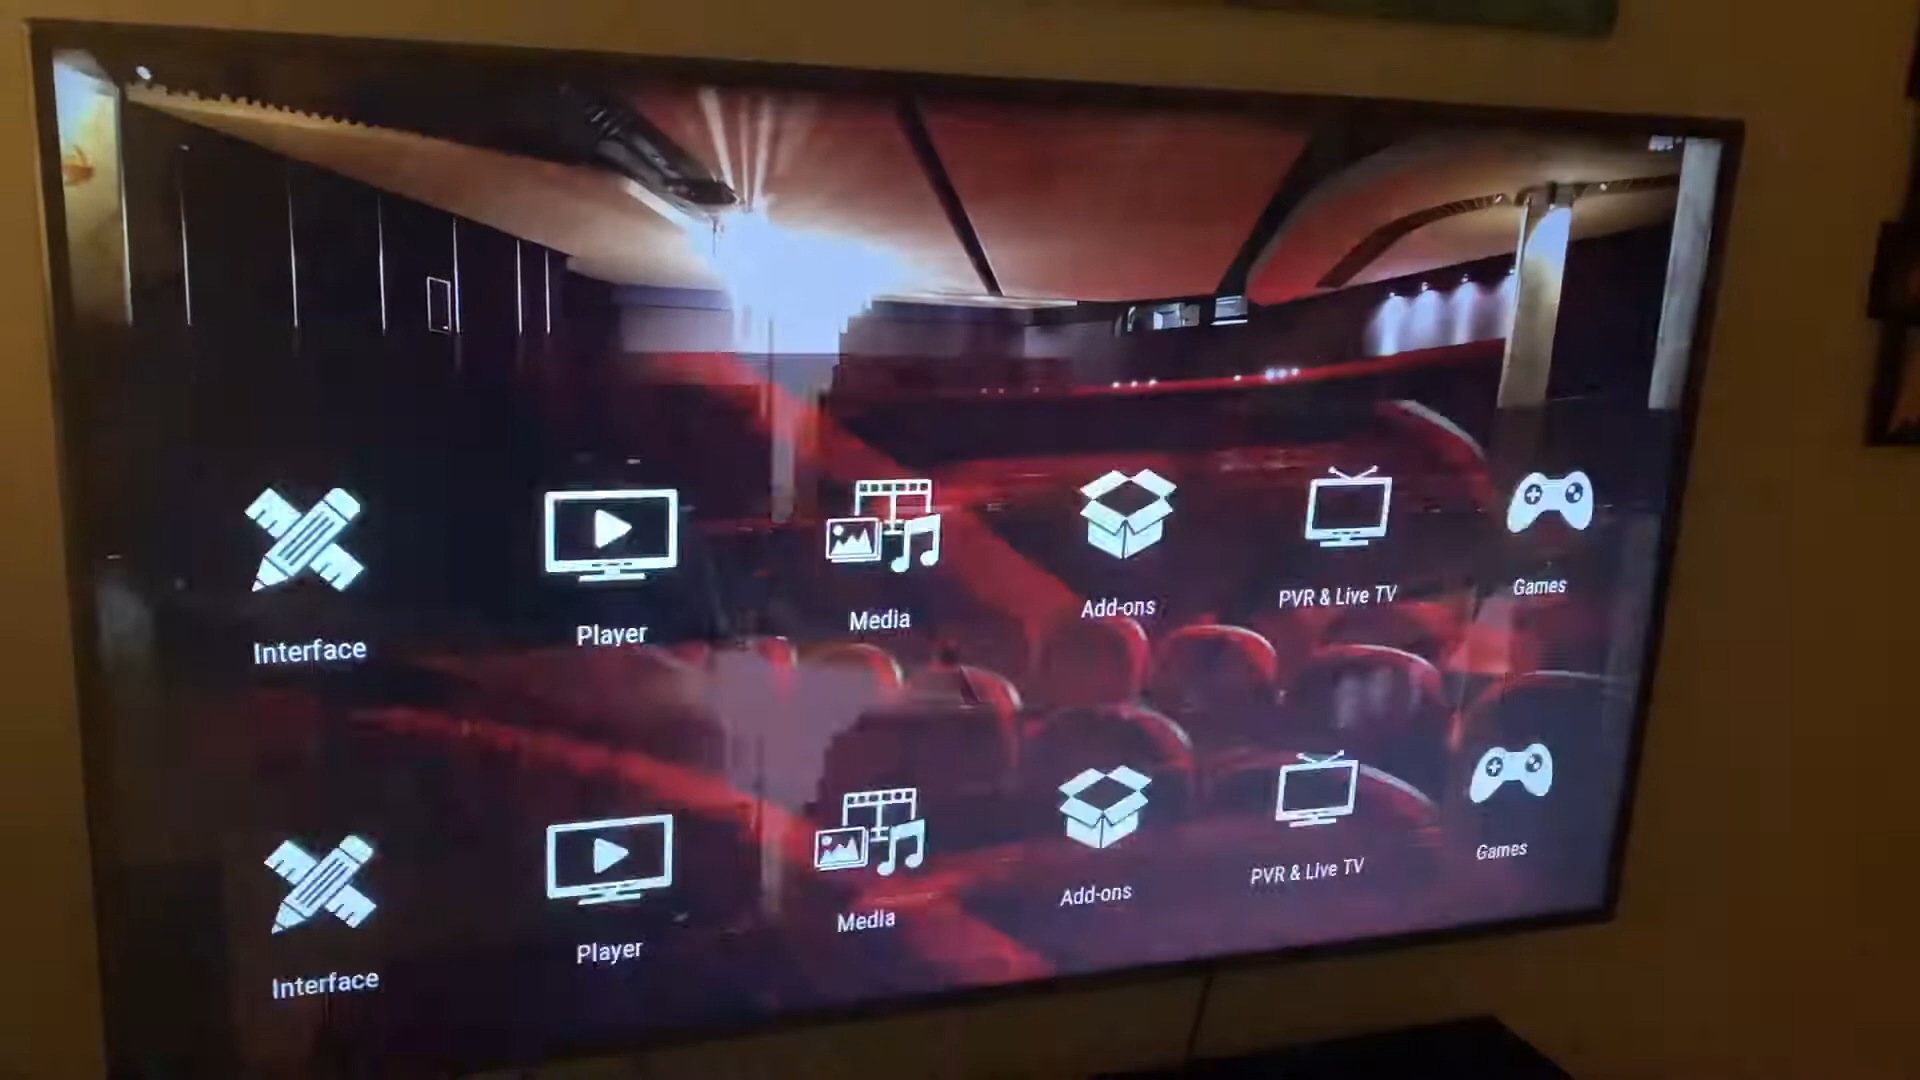 Interface
Player
Media
Add-ons
PVR & Live TV
Games
Interface
Player
Media
Add-ons
PVR & Live TV
Games